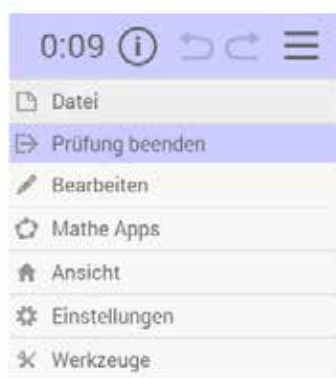 0:09
Datei
Prüfung beenden
Bearbeiten
Mathe Apps
Ansicht
Einstellungen
Werkzeuge